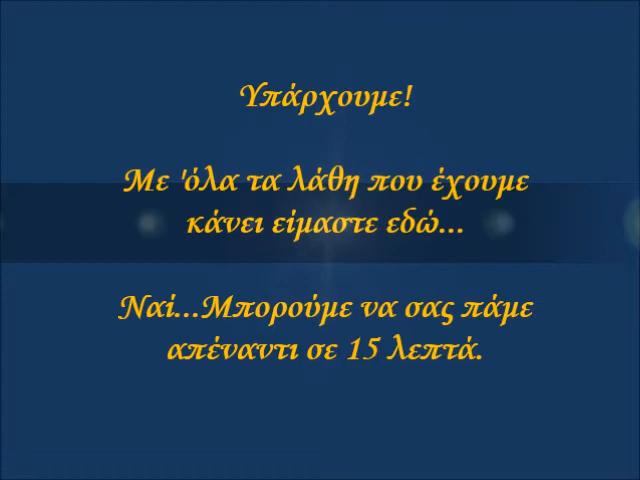 Υπάρχουμε!
Με 'όλα τα λάθη που έχουμε
κάνει είμαστε εδώ...
Ναί...Μπορούμε να σας πάμε
απέναντι σε 15 λεπτά.